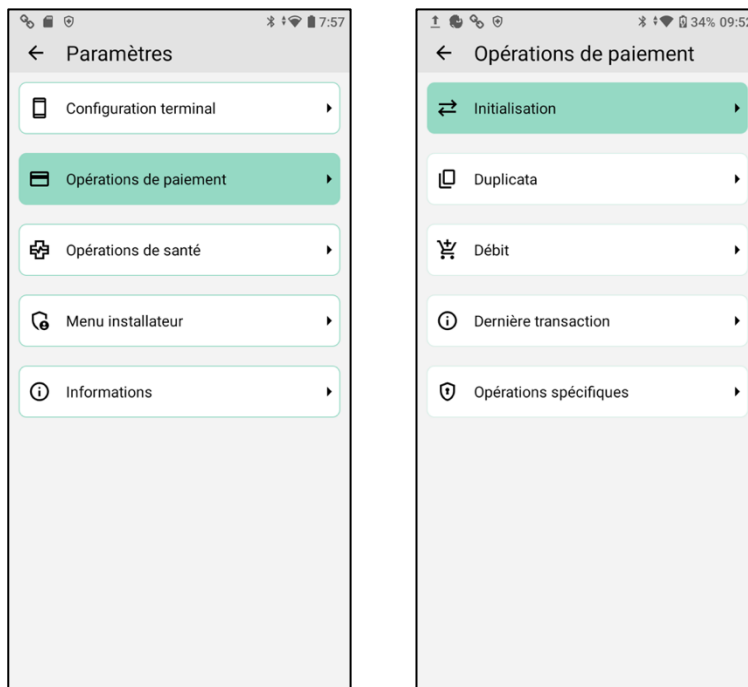 7:57
Paramètres
Configuration terminal
Opérations de paiement
Opérations de santé
Menu installateur
Informations
34% 09:52
Opérations de paiement
Initialisation
Duplicata
Débit
Dernière transaction
Opérations spécifiques